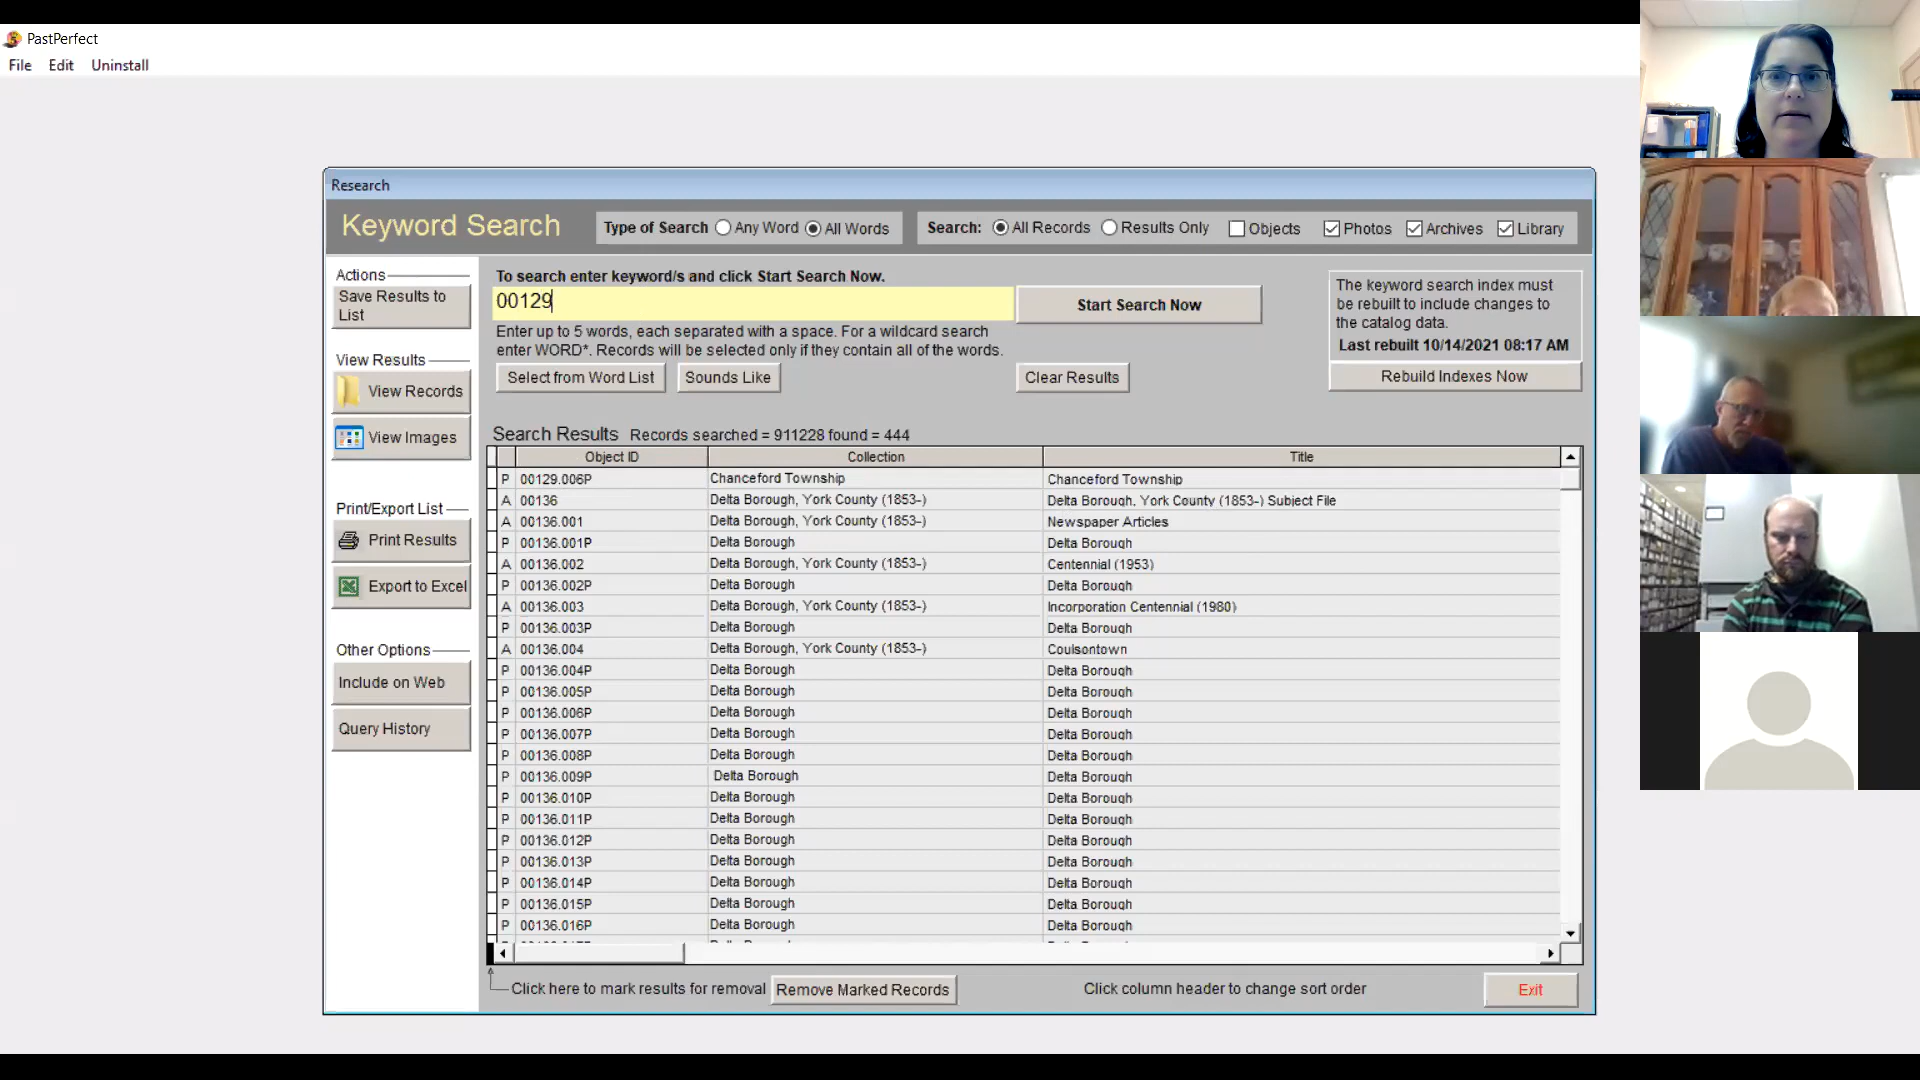 PastPerfect
File Edit Uninstall
Research
Keyword Search
Type of Search Any Word All Words
Search: All Records Results Only Objects Photos Archives Library
Actions
Save Results to
List
View Results
View Records
View Images
Print/Export List
Print Results
Export to Excel
Other Options
Include on Web
Query History
To search enter keyword/s and click Start Search Now.
00129
Start Search Now
Enter up to 5 words, each separated with a space. For a wildcard search
enter WORD*. Records will be selected only if they contain all of the words.
Select from Word List Sounds Like Clear Results
The keyword search index must
be rebuilt to include changes to
the catalog data.
Last rebuilt 10/14/2021 08:17 AM
Rebuild Indexes Now
Search Results Records searched = 911228 found = 444
Object ID Collection Title
P 00129.006P Chanceford Township Chanceford Township
A 00136 Delta Borough, York County (1853-) Delta Borough, York County (1853-) Subject File
A 00136.001 Delta Borough, York County (1853-) Newspaper Articles
P 00136.001P Delta Borough Delta Borough
A 00136.002 Delta Borough, York County (1853-) Centennial (1953)
P 00136.002P Delta Borough Delta Borough
A 00136.003 Delta Borough, York County (1853-) Incorporation Centennial (1980)
P 00136.003P Delta Borough Delta Borough
A 00136.004 Delta Borough, York County (1853-) Coulsontown
P 00136.004P Delta Borough Delta Borough
P 00136.005P Delta Borough Delta Borough
P 00136.006P Delta Borough Delta Borough
P 00136.007P Delta Borough Delta Borough
P 00136.008P Delta Borough Delta Borough
P 00136.009P Delta Borough Delta Borough
P 00136.010P Delta Borough Delta Borough
P 00136.011P Delta Borough Delta Borough
P 00136.012P Delta Borough Delta Borough
P 00136.013P Delta Borough Delta Borough
P 00136.014P Delta Borough Delta Borough
P 00136.015P Delta Borough Delta Borough
P 00136.016P Delta Borough Delta Borough
Click here to mark results for removal Remove Marked Records Click column header to change sort order Exit